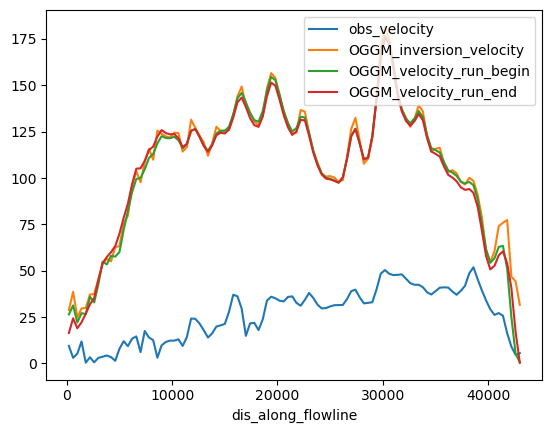 obs_velocity
OGGM_inversion_velocity
OGGM_velocity_run_begin
OGGM_velocity_run_end
175
150
125
100
75
50
25
0
0 10000 20000 30000 40000
dis_along_flowline